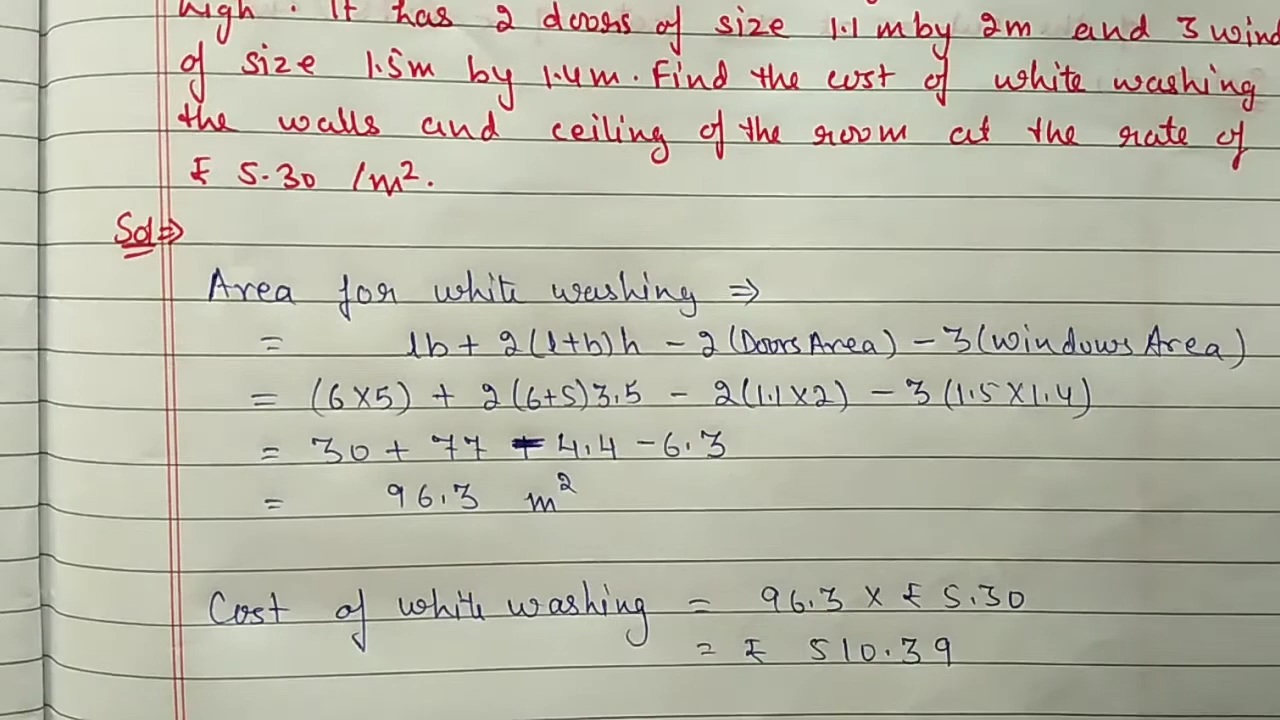 high. It has 2 doors of size 1.1 m by 2m and 3 wind
of size 1.5m by 1.4m. Find the cost of white washing
the walls and ceiling of the room at the rate of
₹ 5.30 /m².
Sol⇒
Area for white washing ⇒
= lb + 2(l+b)h - 2(Doors Area) - 3(windows Area)
= (6×5) + 2(6+5)3.5 - 2(1.1×2) - 3(1.5×1.4)
= 30 + 77 - 4.4 - 6.3
= 96.3 m²
Cost of white washing = 96.3 × ₹ 5.30
= ₹ 510.39